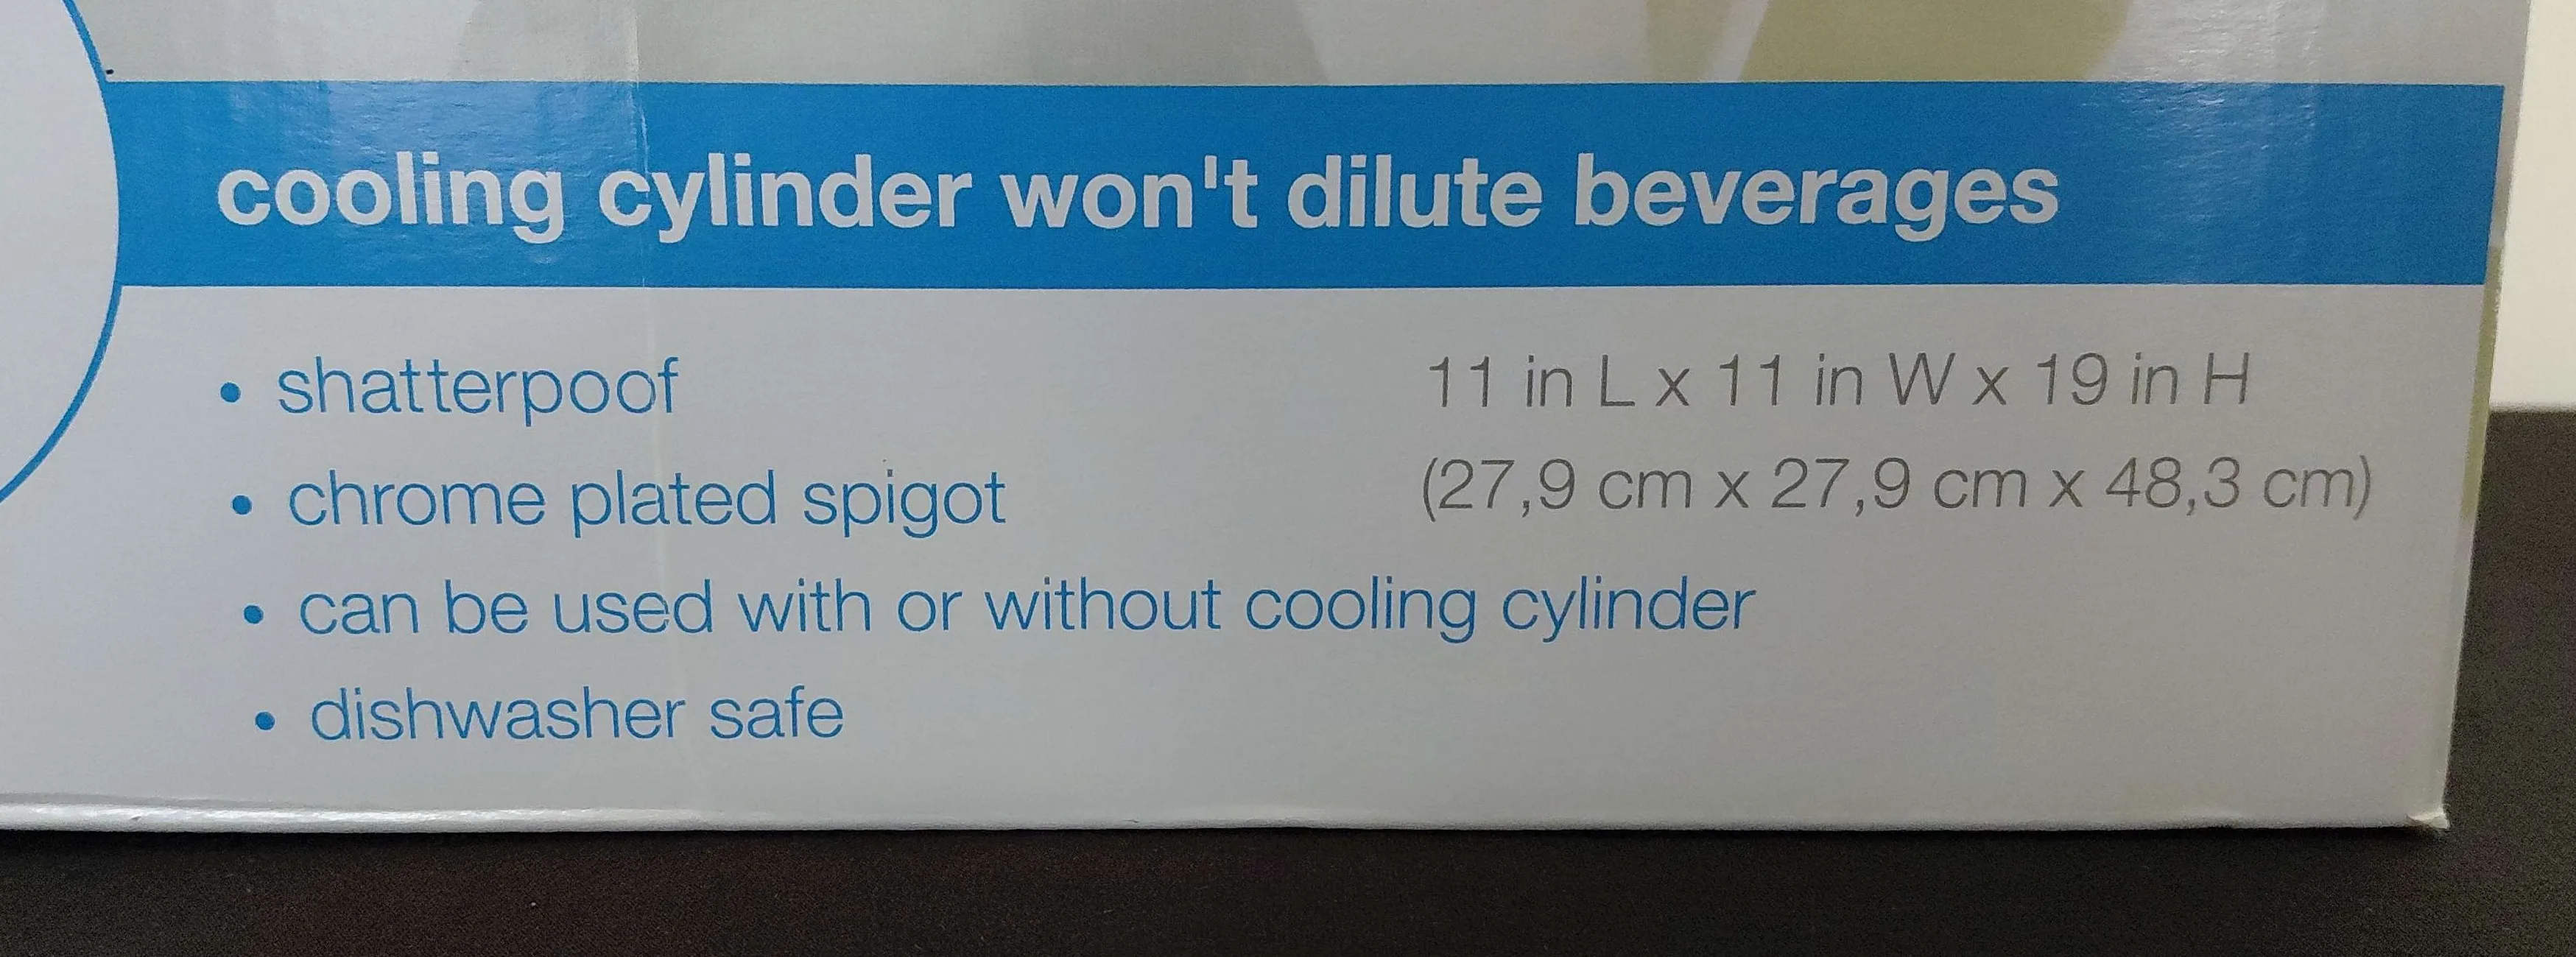 cooling cylinder won't dilute beverages
• shatterpoof
• chrome plated spigot
• can be used with or without cooling cylinder
• dishwasher safe
11 in L x 11 in W x 19 in H
(27,9 cm x 27,9 cm x 48,3 cm)